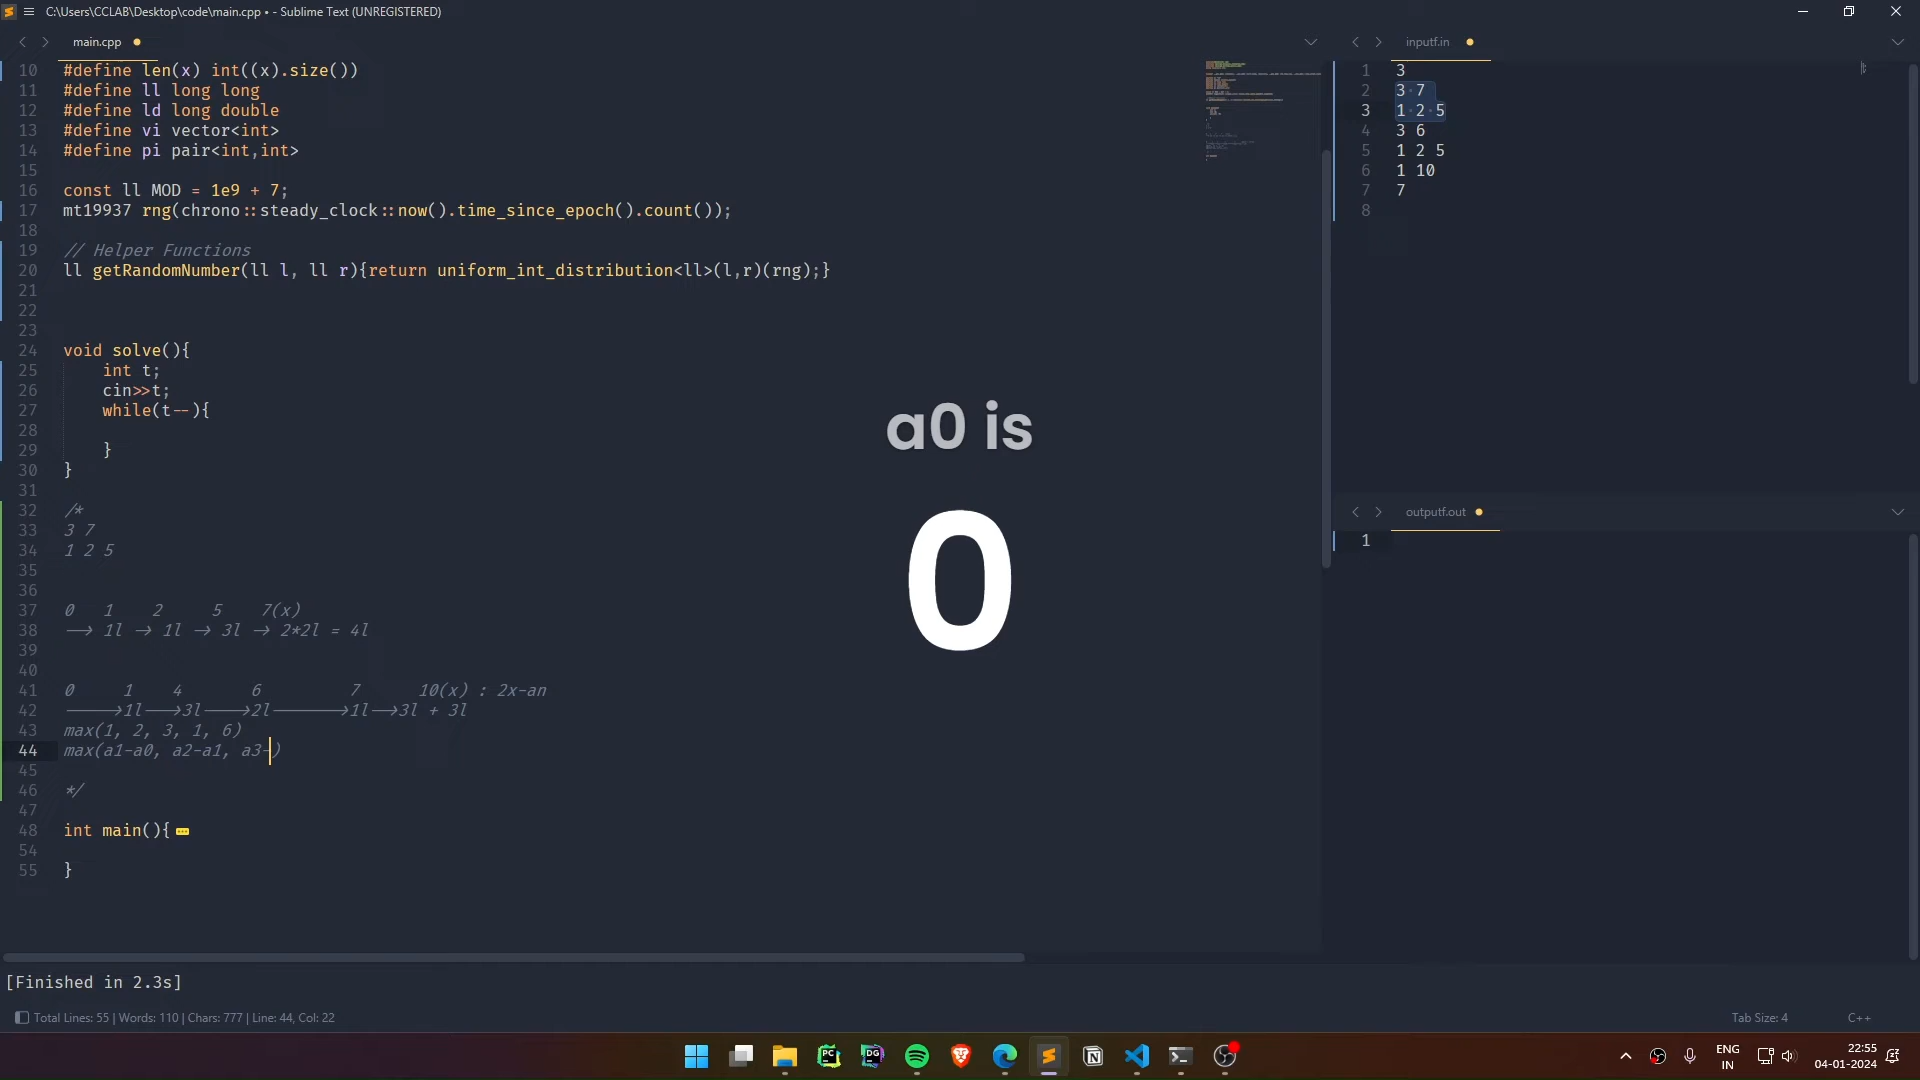 C:\Users\CCLAB\Desktop\code\main.cpp • - Sublime Text (UNREGISTERED)
main.cpp
10 #define len(x) int((x).size())
11 #define ll long long
12 #define ld long double
13 #define vi vector<int>
14 #define pi pair<int,int>
15
16 const ll MOD = 1e9 + 7;
17 mt19937 rng(chrono::steady_clock::now().time_since_epoch().count());
18
19 // Helper Functions
20 ll getRandomNumber(ll l, ll r){return uniform_int_distribution<ll>(l,r)(rng);}
21
22
23
24 void solve(){
25 int t;
26 cin>>t;
27 while(t--){
28
29 }
30 }
31
32 /*
33 3 7
34 1 2 5
35
36
37 0 1 2 5 7(x)
38 --> 1l -> 1l -> 3l -> 2*2l = 4l
39
40
41 0 1 4 6 7 10(x) : 2x-an
42 ------>1l---->3l----->2l-------->1l-->3l + 3l
43 max(1, 2, 3, 1, 6)
44 max(a1-a0, a2-a1, a3-)
45
46 */
47
48 int main(){
54
55 }
a0 is
0
inputf.in
1 3
2 3 7
3 1 2 5
4 3 6
5 1 2 5
6 1 10
7 7
8
outputf.out
1
[Finished in 2.3s]
Total Lines: 55 | Words: 110 | Chars: 777 | Line: 44, Col: 22
Tab Size: 4
C++
PC
DG
ENG
IN
22:55
04-01-2024